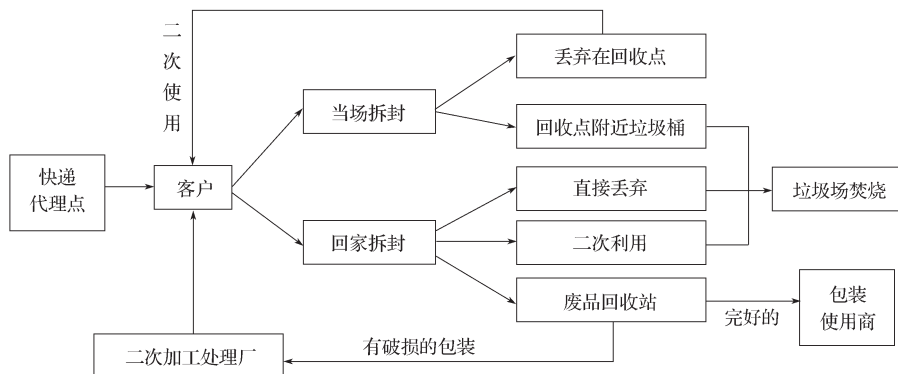 二次使用
丢弃在回收点
当场拆封
回收点附近垃圾桶
快递
代理点
客户
直接丢弃
垃圾场焚烧
回家拆封
二次利用
废品回收站
完好的
包装
使用商
有破损的包装
二次加工处理厂